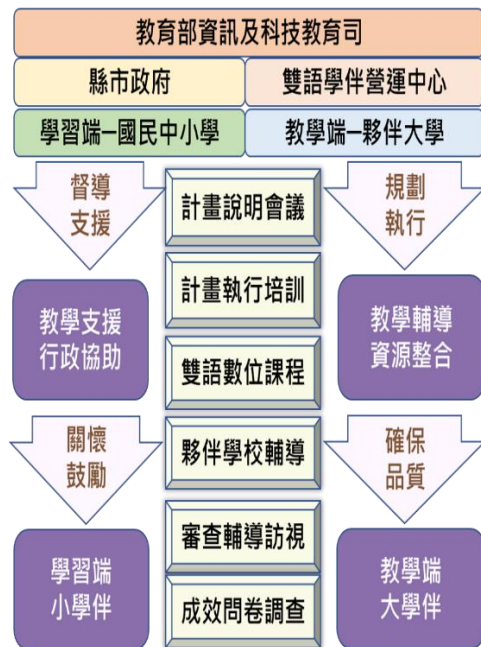 教育部資訊及科技教育司
縣市政府
雙語學伴營運中心
學習端—國民中小學
教學端—夥伴大學
督導
支援
教學支援
行政協助
關懷
鼓勵
學習端
小學伴
計畫說明會議
計畫執行培訓
雙語數位課程
夥伴學校輔導
審查輔導訪視
成效問卷調查
規劃
執行
教學輔導
資源整合
確保
品質
教學端
大學伴